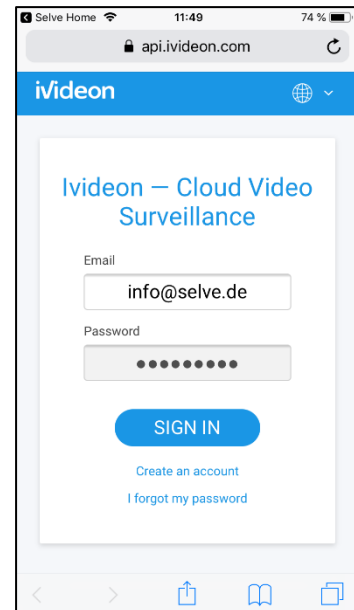 Selve Home 11:49 74 %
api.ivideon.com
ivideon
Ivideon — Cloud Video
Surveillance
Email
info@selve.de
Password
SIGN IN
Create an account
I forgot my password